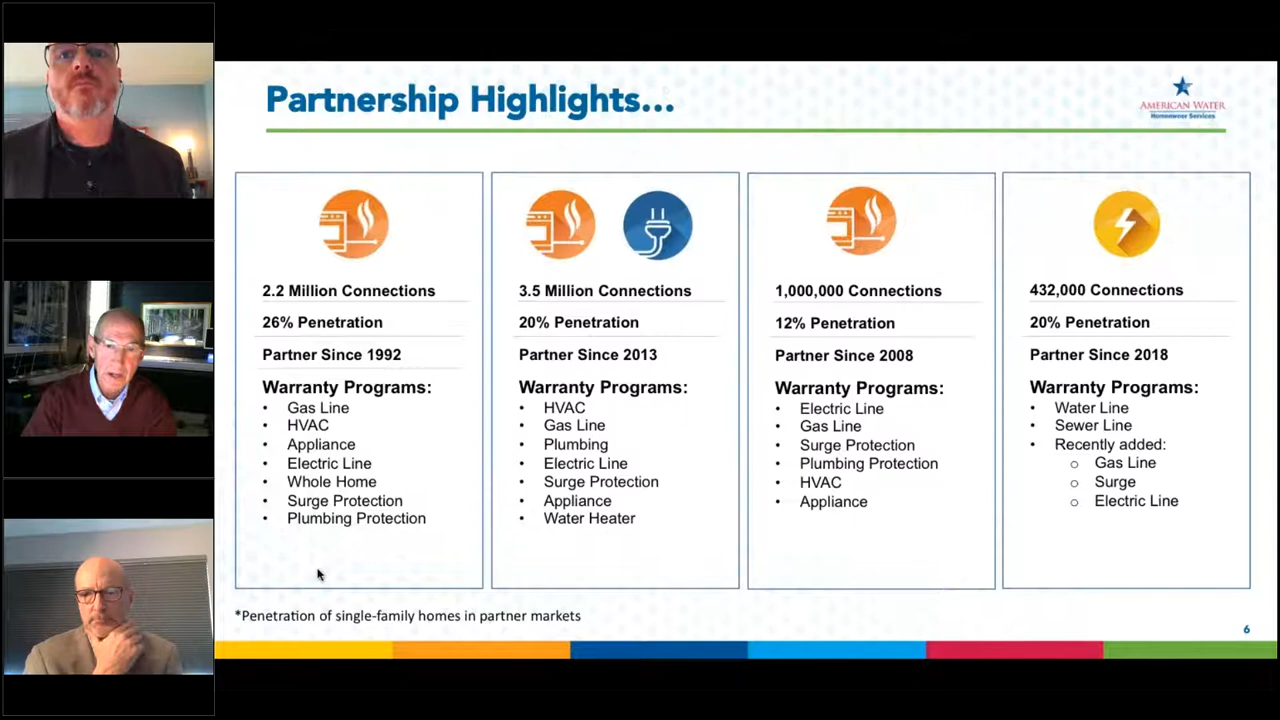 Partnership Highlights...
AMERICAN WATER
Homeowner Services
2.2 Million Connections
26% Penetration
Partner Since 1992
Warranty Programs:
• Gas Line
• HVAC
• Appliance
• Electric Line
• Whole Home
• Surge Protection
• Plumbing Protection
3.5 Million Connections
20% Penetration
Partner Since 2013
Warranty Programs:
• HVAC
• Gas Line
• Plumbing
• Electric Line
• Surge Protection
• Appliance
• Water Heater
1,000,000 Connections
12% Penetration
Partner Since 2008
Warranty Programs:
• Electric Line
• Gas Line
• Surge Protection
• Plumbing Protection
• HVAC
• Appliance
432,000 Connections
20% Penetration
Partner Since 2018
Warranty Programs:
• Water Line
• Sewer Line
• Recently added:
o Gas Line
o Surge
o Electric Line
*Penetration of single-family homes in partner markets
6